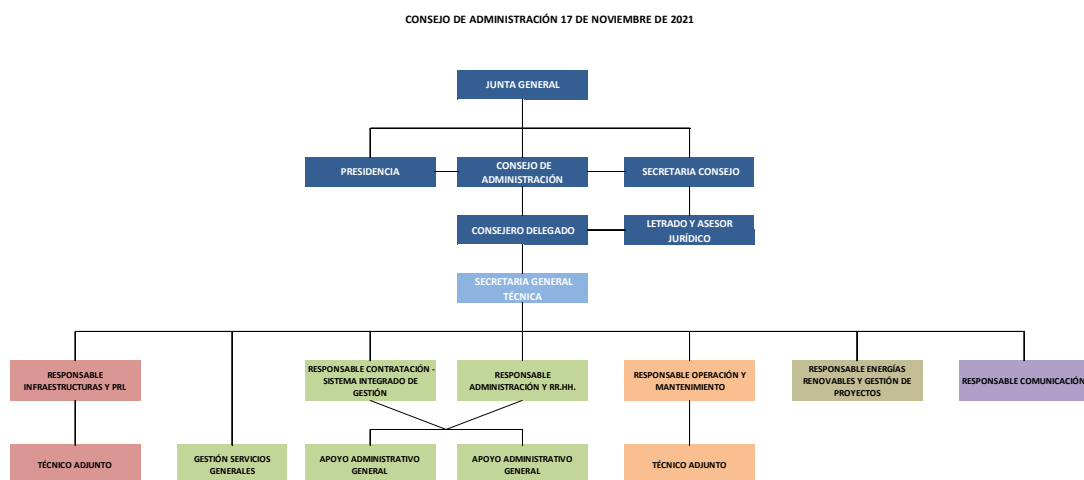 CONSEJO DE ADMINISTRACIÓN 17 DE NOVIEMBRE DE 2021
JUNTA GENERAL
PRESIDENCIA
CONSEJO DE
ADMINISTRACIÓN
SECRETARIA CONSEJO
CONSEJERO DELEGADO
LETRADO Y ASESOR
JURÍDICO
SECRETARIA GENERAL
TÉCNICA
RESPONSABLE
INFRAESTRUCTURAS Y PRL
RESPONSABLE CONTRATACIÓN -
SISTEMA INTEGRADO DE
GESTIÓN
RESPONSABLE
ADMINISTRACIÓN Y RR.HH.
RESPONSABLE OPERACIÓN Y
MANTENIMIENTO
RESPONSABLE ENERGÍAS
RENOVABLES Y GESTIÓN DE
PROYECTOS
RESPONSABLE COMUNICACIÓN
TÉCNICO ADJUNTO
GESTIÓN SERVICIOS
GENERALES
APOYO ADMINISTRATIVO
GENERAL
APOYO ADMINISTRATIVO
GENERAL
TÉCNICO ADJUNTO